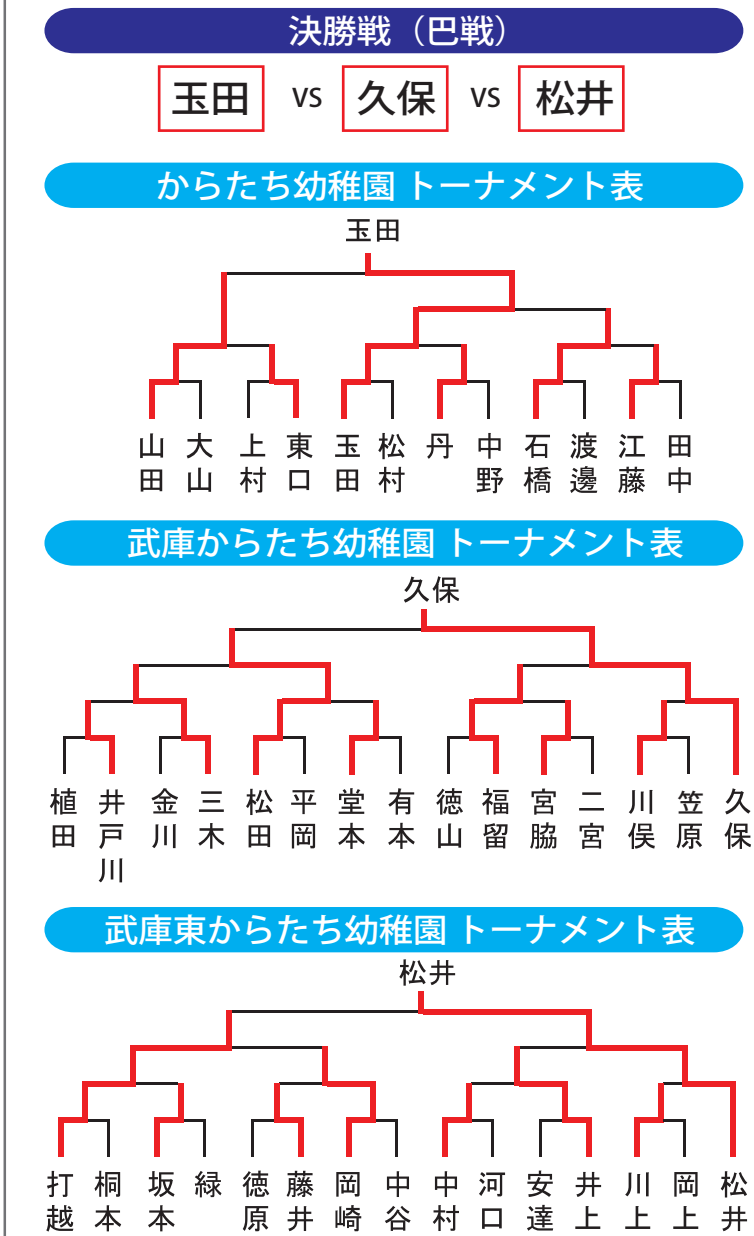 決勝戦（巴戦）
玉田 vs 久保 vs 松井
からたち幼稚園 トーナメント表
玉田
山田 大山 上村 東口 玉田 松村 丹 中野 石橋 渡邊 江藤 田中
武庫からたち幼稚園 トーナメント表
久保
植田 井戸川 金川 三木 松田 平岡 堂本 有本 徳山 福留 宮脇 二宮 川俣 笠原 久保
武庫東からたち幼稚園 トーナメント表
松井
打越 桐本 坂本 緑 徳原 藤井 岡崎 中谷 中村 河口 安達 井上 川上 岡上 松井